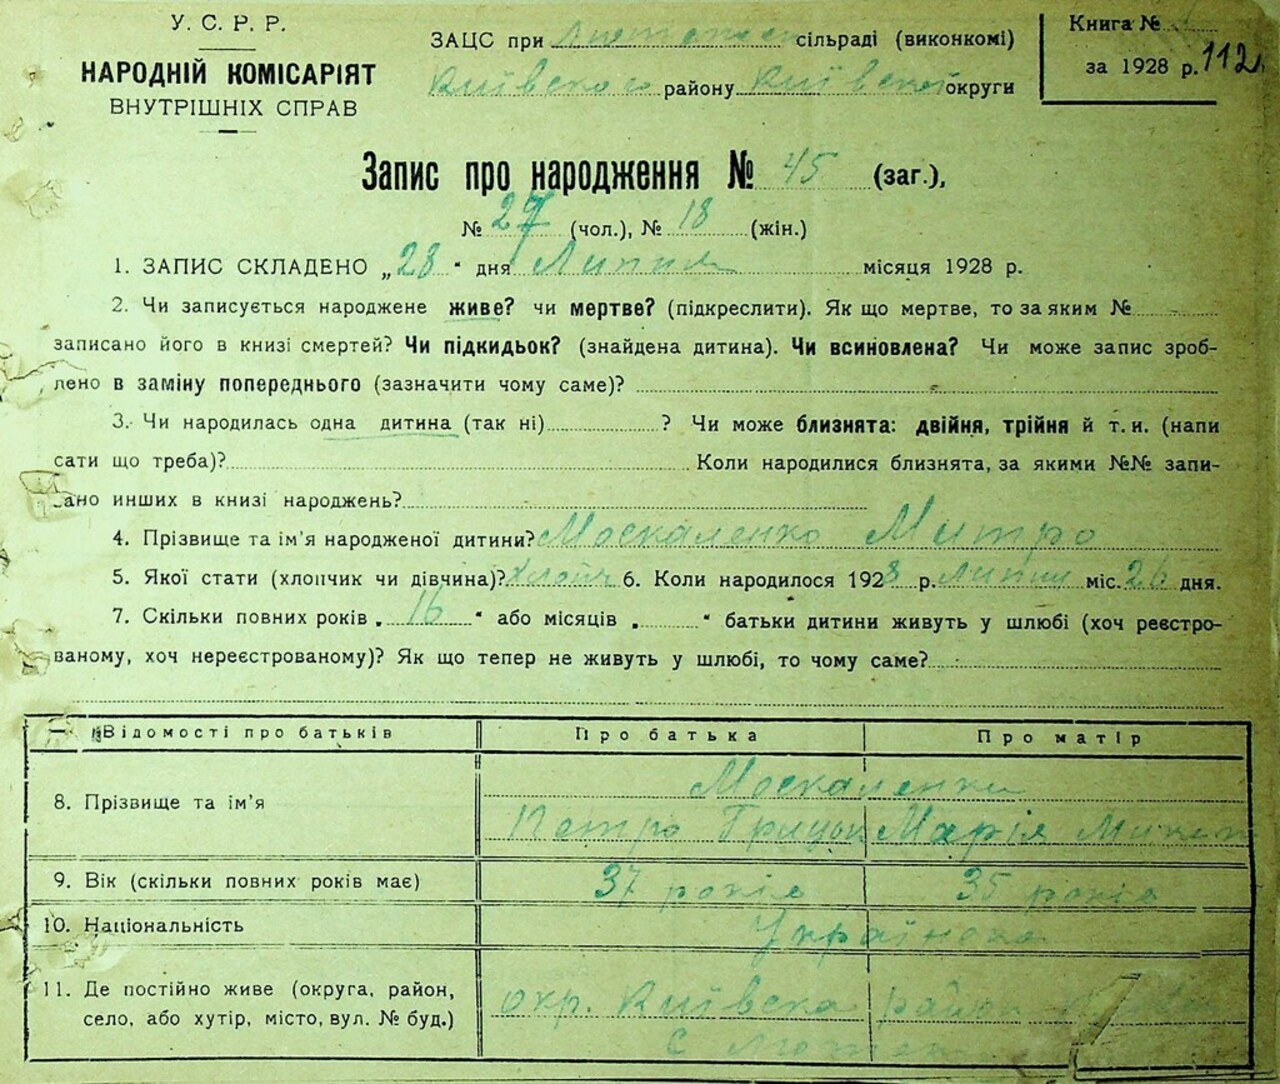 У. С. Р. Р.
НАРОДНІЙ КОМІСАРІЯТ
ВНУТРІШНІХ СПРАВ
ЗАЦС при сільраді (виконкомі)
Київского району Київской округи
Книга №
за 1928 р. 112
Запис про народження № 45 (заг.),
№ 27 (чол.), № 18 (жін.)
1. ЗАПИС СКЛАДЕНО „28" дня Липня місяця 1928 р.
2. Чи записується народжене живе? чи мертве? (підкреслити). Як що мертве, то за яким №
записано його в книзі смертей? Чи підкидьок? (знайдена дитина). Чи всиновлена? Чи може запис зроб-
лено в заміну попереднього (зазначити чому саме)?
3. Чи народилась одна дитина (так ні) ? Чи може близнята: двійня, трійня й т. и. (напи
сати що треба)? Коли народилися близнята, за якими №№ запи-
сано инших в книзі народжень?
4. Прізвище та ім'я народженої дитини? Москаленко Митро
5. Якої стати (хлопчик чи дівчина)? 6. Коли народилося 1928 р. липня міс. 26 дня.
7. Скільки повних років „ 16 " або місяців „ " батьки дитини живуть у шлюбі (хоч реєстро-
ваному, хоч нереєстрованому)? Як що тепер не живуть у шлюбі, то чому саме?
Відомості про батьків Про батька Про матір
8. Прізвище та ім'я Москаленки
Петро Грицьк Марія Микит
9. Вік (скільки повних років має) 37 років 35 років
10. Національність Українська
11. Де постійно живе (округа, район, окр. Київска район
село, або хутір, місто, вул. № буд.) с